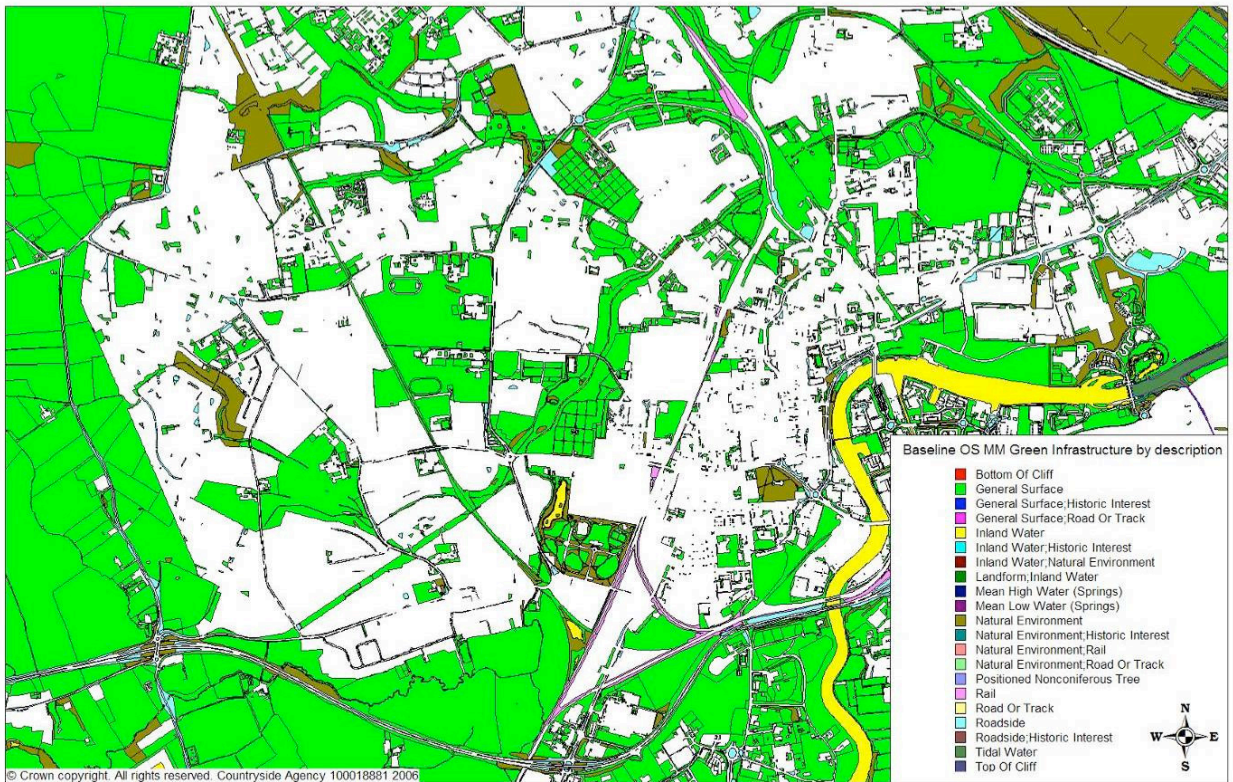 Baseline OS MM Green Infrastructure by description
Bottom Of Cliff
General Surface
General Surface;Historic Interest
General Surface;Road Or Track
Inland Water
Inland Water;Historic Interest
Inland Water;Natural Environment
Landform;Inland Water
Mean High Water (Springs)
Mean Low Water (Springs)
Natural Environment
Natural Environment;Historic Interest
Natural Environment;Rail
Natural Environment;Road Or Track
Positioned Nonconiferous Tree
Rail
Road Or Track
Roadside
Roadside;Historic Interest
Tidal Water
Top Of Cliff
N
W E
S
© Crown copyright. All rights reserved. Countryside Agency 100018881 2006